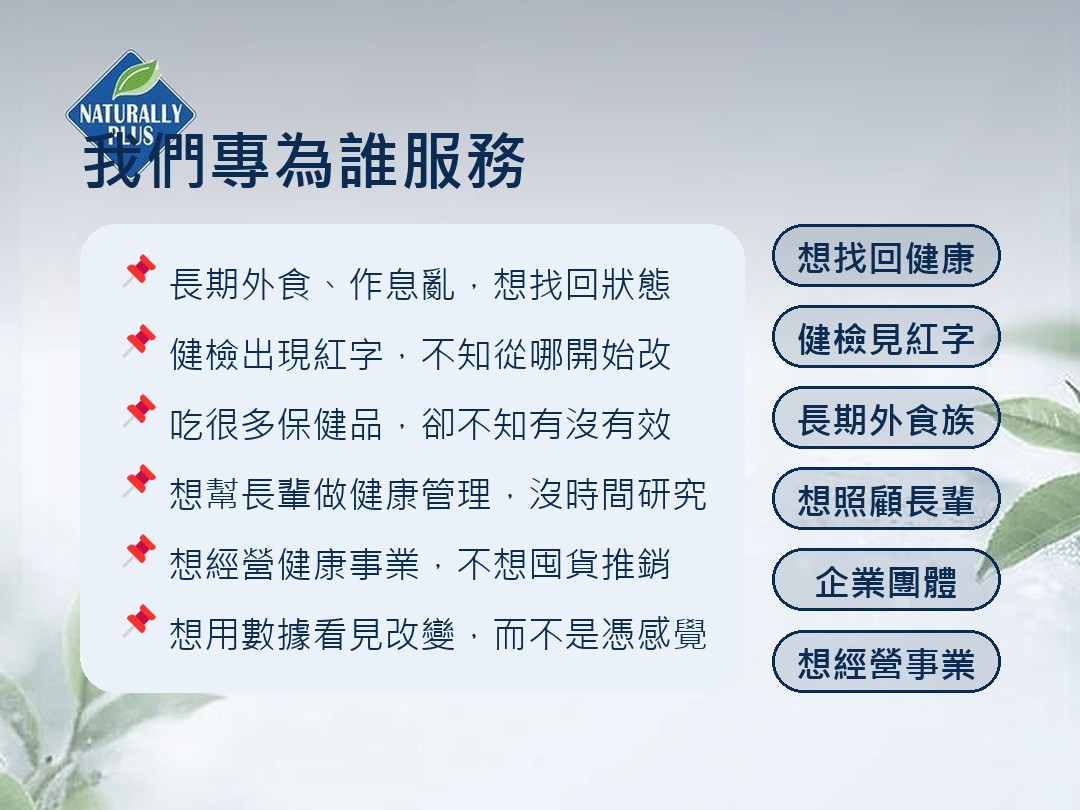 NATURALLY
PLUS
我們專為誰服務
長期外食、作息亂，想找回狀態
健檢出現紅字，不知從哪開始改
吃很多保健品，卻不知有沒有效
想幫長輩做健康管理，沒時間研究
想經營健康事業，不想囤貨推銷
想用數據看見改變，而不是憑感覺
想找回健康
健檢見紅字
長期外食族
想照顧長輩
企業團體
想經營事業